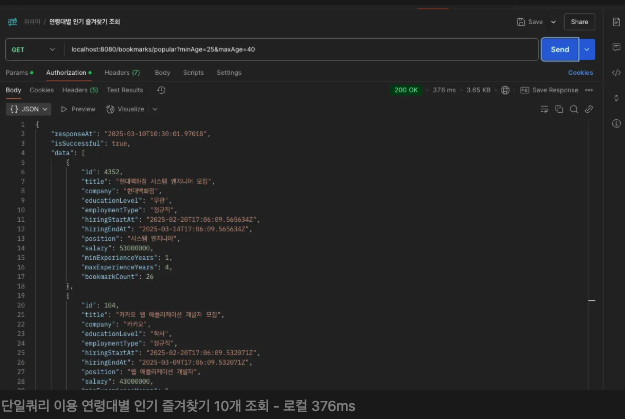 연령대별 인기 즐겨찾기 조회
Save
Share
GET
localhost:8080/bookmarks/popular?minAge=25&maxAge=40
Send
Params
Authorization
Headers (7)
Body
Scripts
Settings
Cookies
Body
Cookies
Headers (5)
Test Results
200 OK
376 ms
3.65 KB
Save Response
{} JSON
Preview
Visualize
1 {
2 "responseAt": "2025-03-10T10:30:01.97018",
3 "isSuccessful": true,
4 "data": [
5 {
6 "id": 4352,
7 "title": "현대백화점 시스템 엔지니어 모집",
8 "company": "현대백화점",
9 "educationLevel": "무관",
10 "employmentType": "정규직",
11 "hiringStartAt": "2025-02-20T17:06:09.565634Z",
12 "hiringEndAt": "2025-03-14T17:06:09.565634Z",
13 "position": "시스템 엔지니어",
14 "salary": 53000000,
15 "minExperienceYears": 1,
16 "maxExperienceYears": 4,
17 "bookmarkCount": 26
18 },
19 {
20 "id": 104,
21 "title": "카카오 웹 애플리케이션 개발자 모집",
22 "company": "카카오",
23 "educationLevel": "학사",
24 "employmentType": "정규직",
25 "hiringStartAt": "2025-02-20T17:06:09.532071Z",
26 "hiringEndAt": "2025-03-09T17:06:09.532071Z",
27 "position": "웹 애플리케이션 개발자",
28 "salary": 43000000,
단일쿼리 이용 연령대별 인기 즐겨찾기 10개 조회 - 로컬 376ms